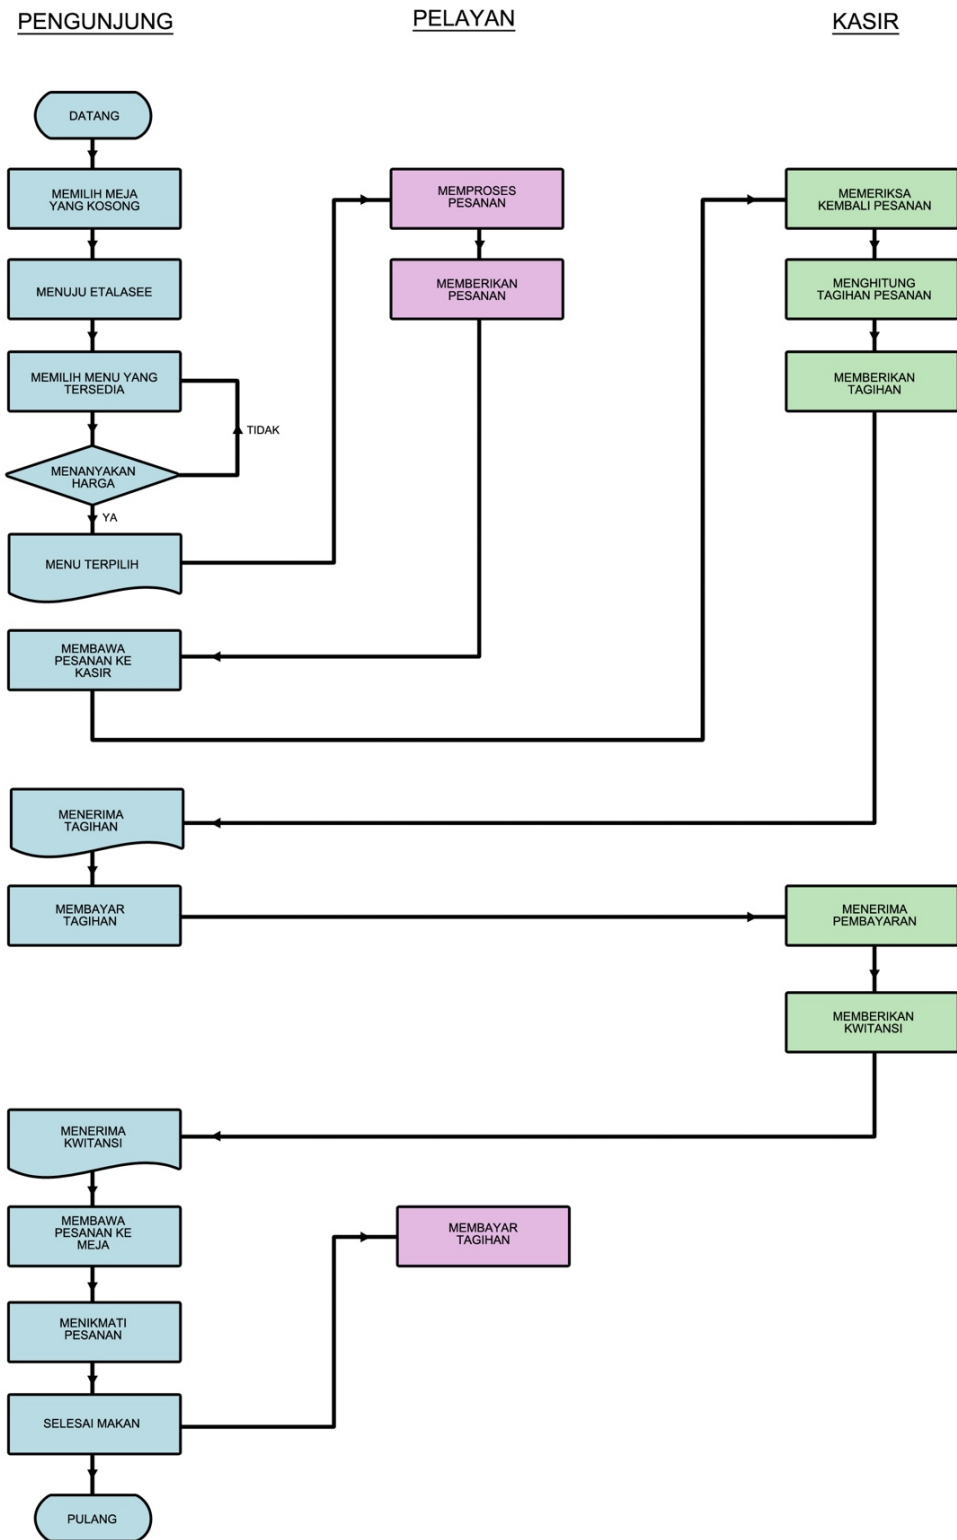 PENGUNJUNG
PELAYAN
KASIR
DATANG
MEMILIH MEJA
YANG KOSONG
MENUJU ETALASEE
MEMILIH MENU YANG
TERSEDIA
TIDAK
MENANYAKAN
HARGA
YA
MENU TERPILIH
MEMPROSES
PESANAN
MEMBERIKAN
PESANAN
MEMBAWA
PESANAN KE
KASIR
MEMERIKSA
KEMBALI PESANAN
MENGHITUNG
TAGIHAN PESANAN
MEMBERIKAN
TAGIHAN
MENERIMA
TAGIHAN
MEMBAYAR
TAGIHAN
MENERIMA
PEMBAYARAN
MEMBERIKAN
KWITANSI
MENERIMA
KWITANSI
MEMBAWA
PESANAN KE
MEJA
MENIKMATI
PESANAN
SELESAI MAKAN
MEMBAYAR
TAGIHAN
PULANG